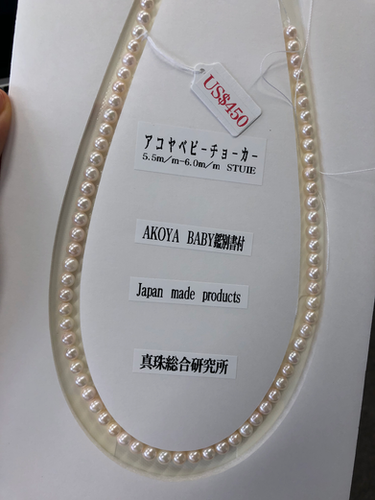 US$450
アコヤベビーチョーカー
5.5m/m-6.0m/m STUIE
AKOYA BABY鑑別書付
Japan made products
真珠総合研究所